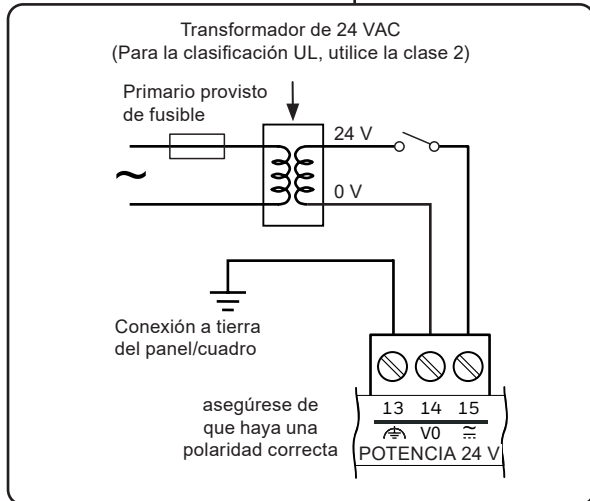 Transformador de 24 VAC
(Para la clasificación UL, utilice la clase 2)
Primario provisto
de fusible
24 V
~
0 V
Conexión a tierra
del panel/cuadro
asegúrese de
que haya una
polaridad correcta
13 14 15
V0
POTENCIA 24 V